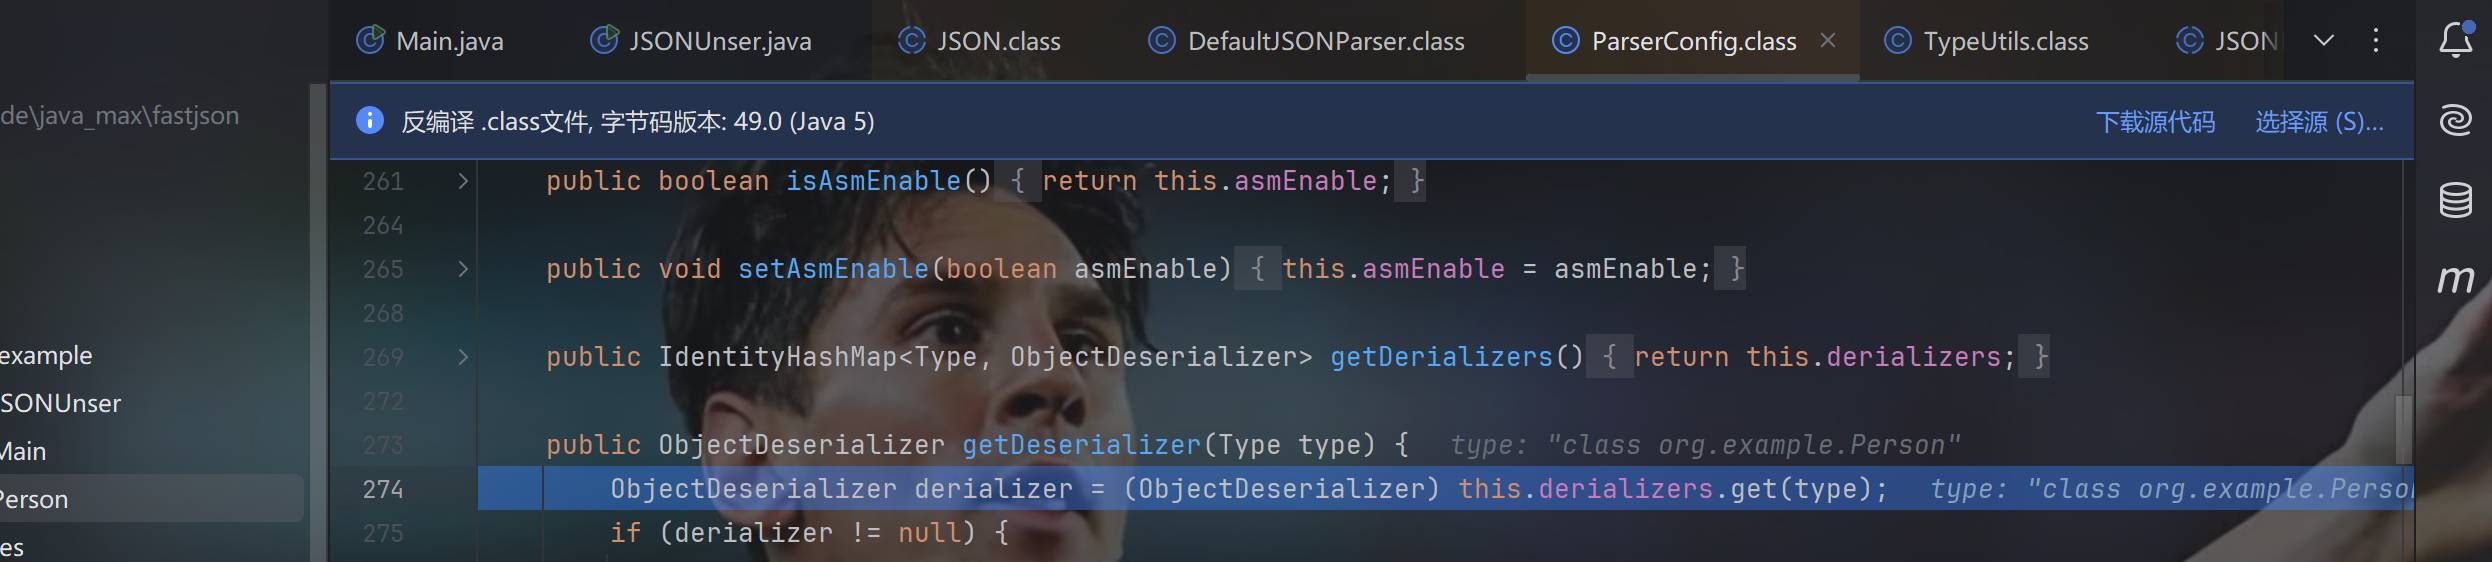 Main.java JSONUnser.java JSON.class DefaultJSONParser.class ParserConfig.class TypeUtils.class JSON
de\java_max\fastjson
反编译 .class文件, 字节码版本: 49.0 (Java 5) 下载源代码 选择源 (S)...
261 public boolean isAsmEnable() { return this.asmEnable; }
264
265 public void setAsmEnable(boolean asmEnable) { this.asmEnable = asmEnable; }
268
269 public IdentityHashMap<Type, ObjectDeserializer> getDerializers() { return this.derializers; }
272
273 public ObjectDeserializer getDeserializer(Type type) { type: "class org.example.Person"
274 ObjectDeserializer derializer = (ObjectDeserializer) this.derializers.get(type); type: "class org.example.Person
275 if (derializer != null) {
example
SONUnser
Main
Person
es
m